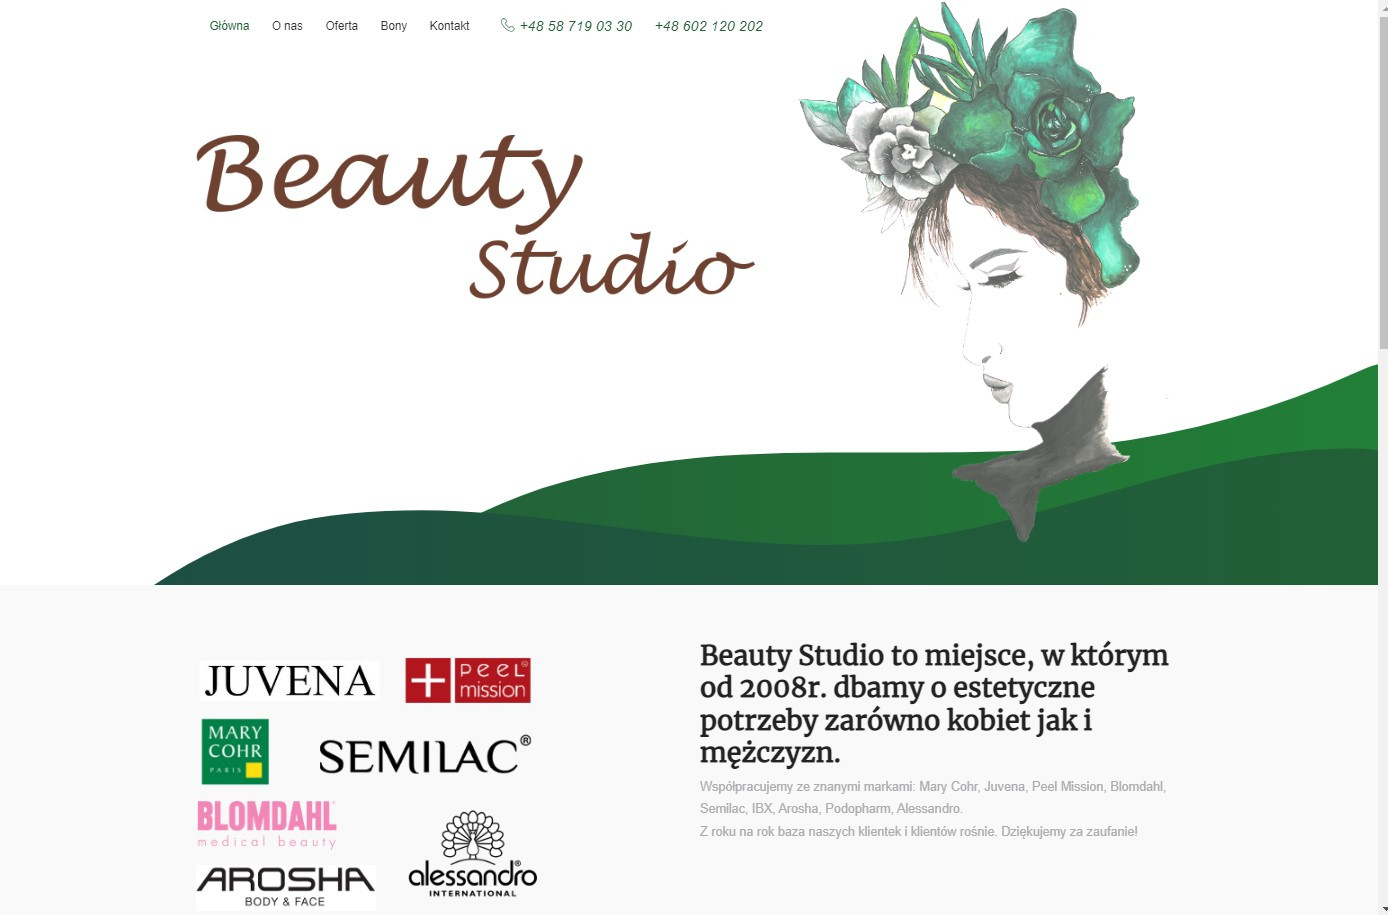 Główna O nas Oferta Bony Kontakt +48 58 719 03 30 +48 602 120 202
Beauty
Studio
JUVENA
PEEL
mission
MARY
COHR
PARIS
SEMILAC®
BLOMDAHL
medical beauty
alessandro®
INTERNATIONAL
AROSHA
BODY & FACE
Beauty Studio to miejsce, w którym
od 2008r. dbamy o estetyczne
potrzeby zarówno kobiet jak i
mężczyzn.
Współpracujemy ze znanymi markami: Mary Cohr, Juvena, Peel Mission, Blomdahl,
Semilac, IBX, Arosha, Podopharm, Alessandro.
Z roku na rok baza naszych klientek i klientów rośnie. Dziękujemy za zaufanie!